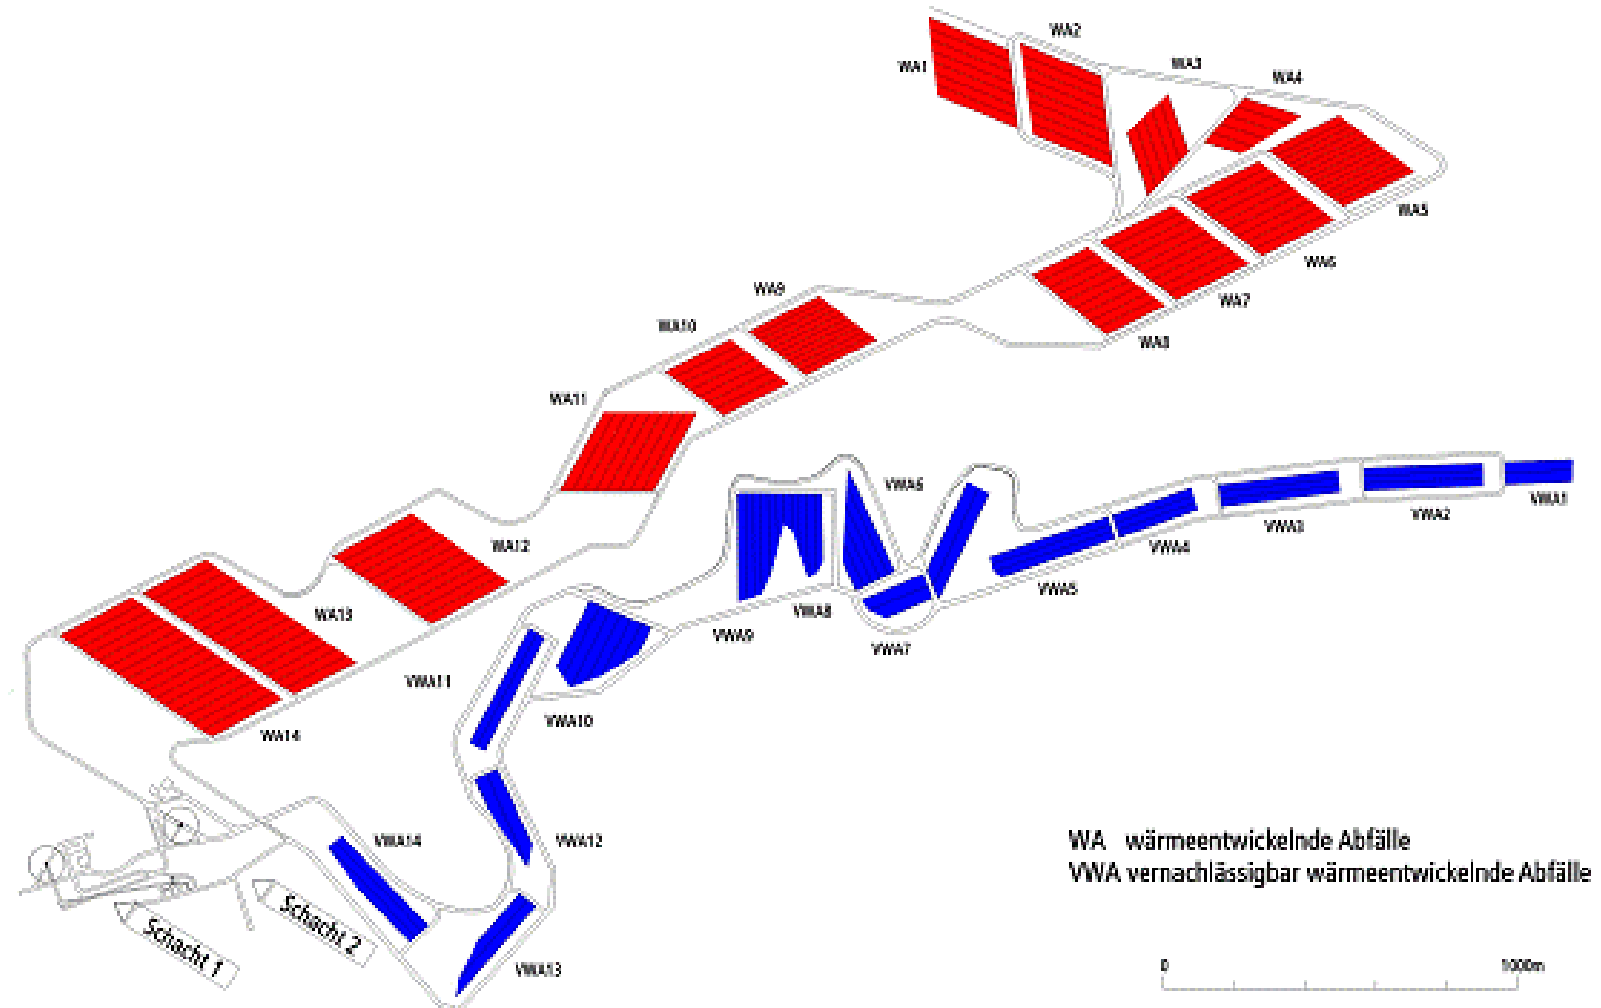 WA2
WA1
WA3
WA4
WA5
WA6
WA7
WA8
WA9
WA10
WA11
WA12
WA13
WA14
VWA6
VWA1
VWA2
VWA3
VWA4
VWA5
VWA8
VWA9
VWA7
VWA11
VWA10
VWA14
VWA12
VWA13
Schacht 1
Schacht 2
WA wärmeentwickelnde Abfälle
VWA vernachlässigbar wärmeentwickelnde Abfälle
0 1000m